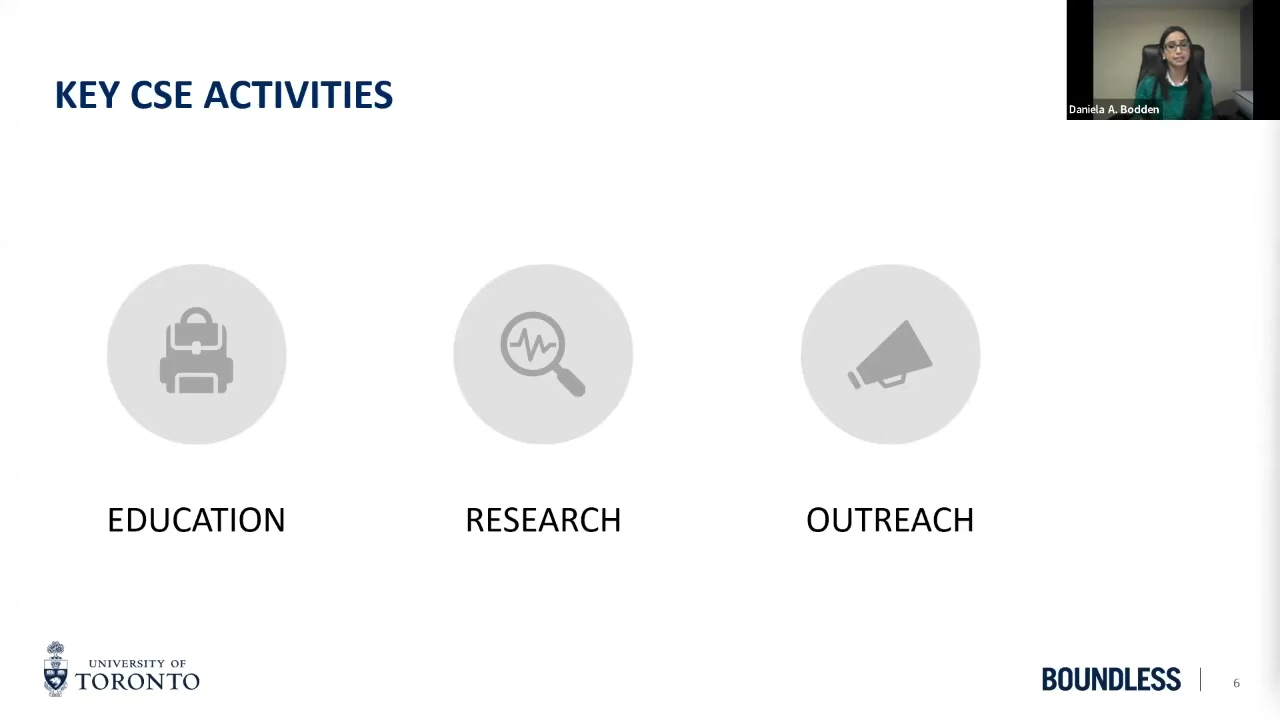 KEY CSE ACTIVITIES
Daniela A. Bodden
EDUCATION
RESEARCH
OUTREACH
UNIVERSITY OF
TORONTO
BOUNDLESS
6